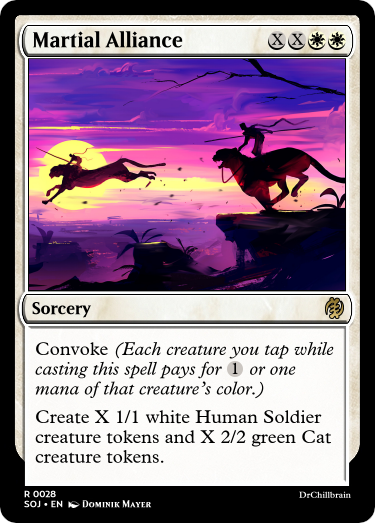 Martial Alliance XXWW
Sorcery
Convoke (Each creature you tap while
casting this spell pays for 1 or one
mana of that creature's color.)
Create X 1/1 white Human Soldier
creature tokens and X 2/2 green Cat
creature tokens.
R 0028
DrChillbrain
SOJ • EN Dominik Mayer